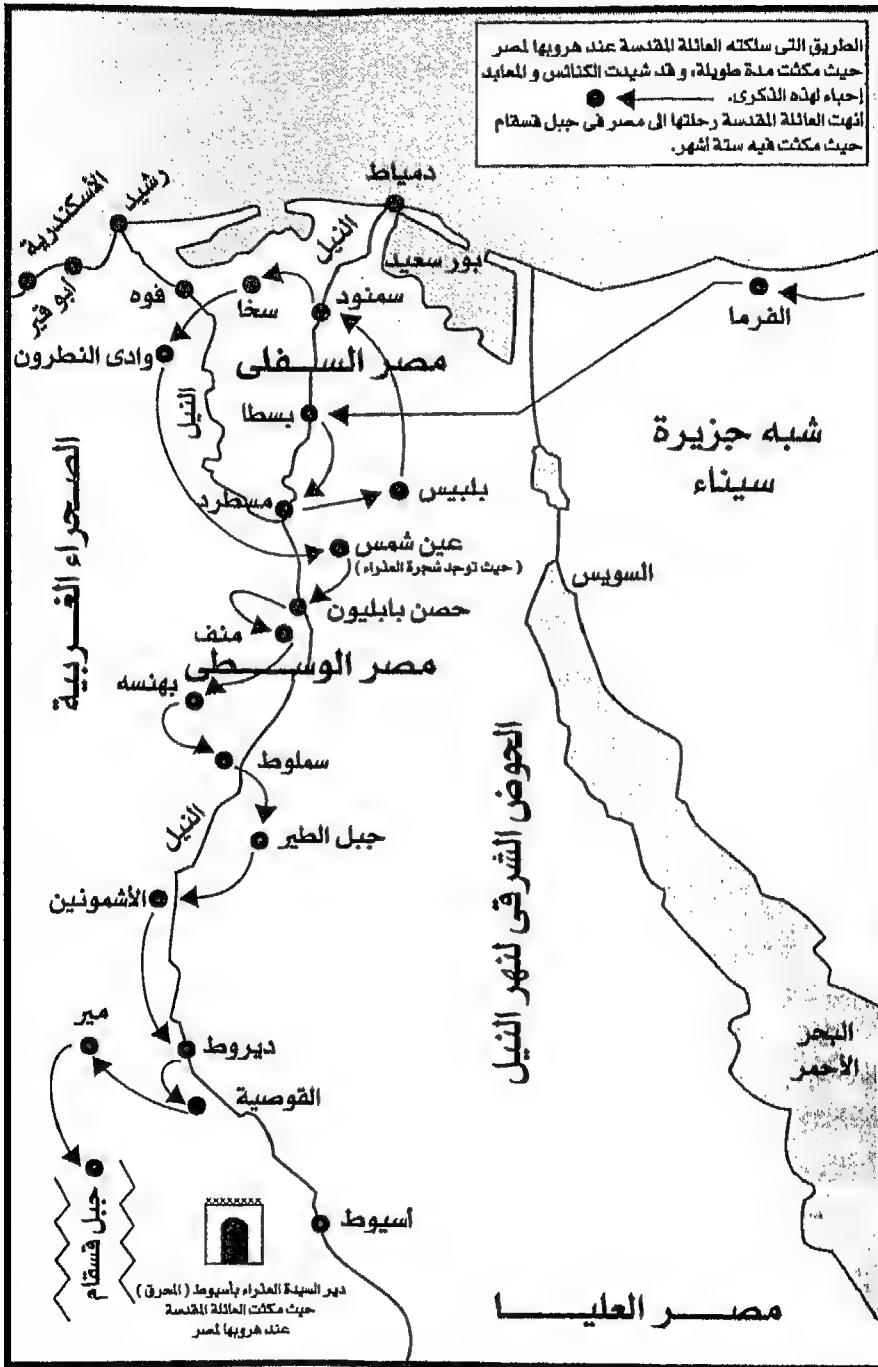 الطريق التى سلكته العائلة المقدسة عند هروبها لمصر
حيث مكثت مدة طويلة، و قد شيدت الكنائس و المعابد
إحياء لهذه الذكرى.
أنهت العائلة المقدسة رحلتها الى مصر فى جبل قسقام
حيث مكثت فيه ستة أشهر.
دمياط
رشيد
الأسكندرية
ابو قير
النيل
بور سعيد
فوه
سخا
سمنود
الفرما
وادى النطرون
مصر السفلى
النيل
بسطا
شبه جزيرة
سيناء
الصحراء الغربية
مسطرد
بلبيس
عين شمس
( حيث توجد شجرة العذراء )
السويس
حصن بابليون
منف
مصر الوسطى
بهنسه
سملوط
الحوض الشرقى لنهر النيل
النيل
جبل الطير
الأشمونين
مير
ديروط
القوصية
البحر
الأحمر
جبل قسقام
أسيوط
دير السيدة العذراء بأسيوط ( المحرق )
حيث مكثت العائلة المقدسة
عند هروبها لمصر
مصر العليا